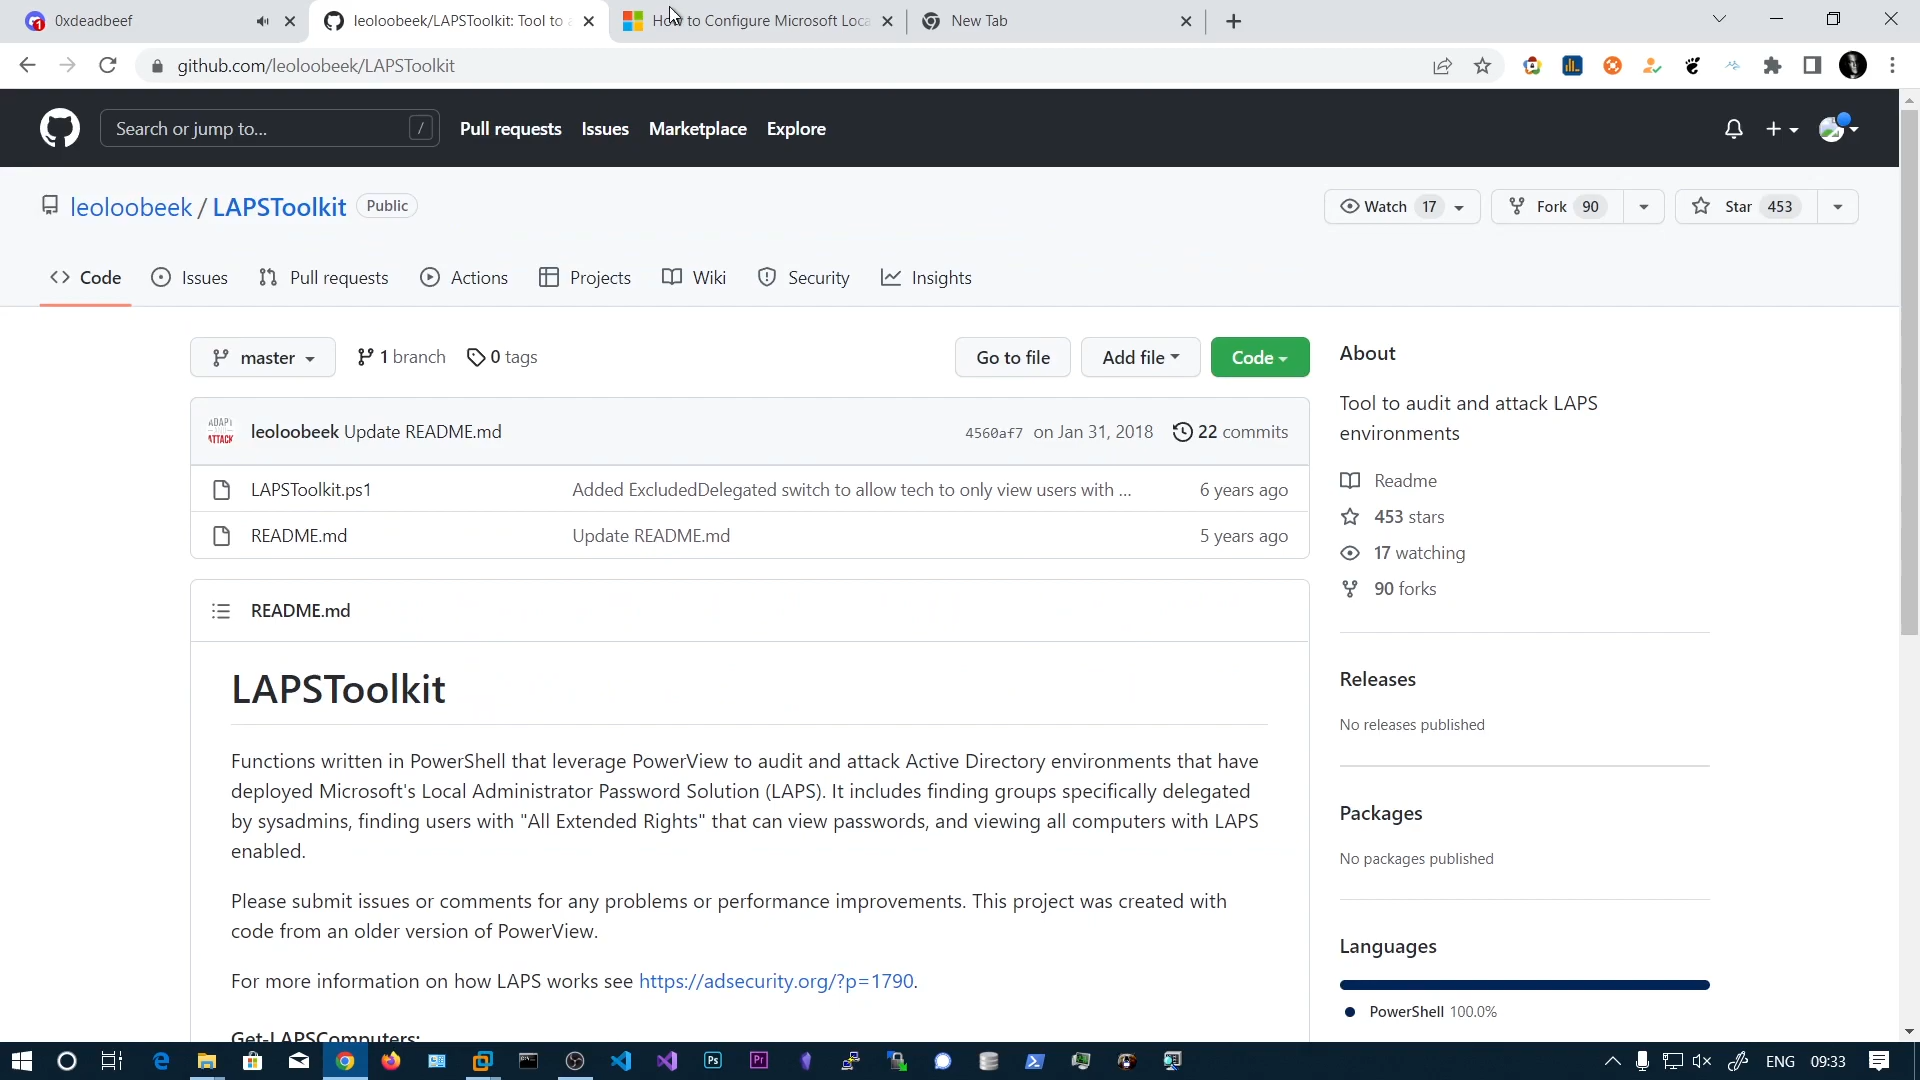 0xdeadbeef
leoloobeek/LAPSToolkit: Tool to a
How to Configure Microsoft Loca
New Tab
github.com/leoloobeek/LAPSToolkit
Search or jump to...
/
Pull requests
Issues
Marketplace
Explore
leoloobeek / LAPSToolkit
Public
Watch 17
Fork 90
Star 453
Code
Issues
Pull requests
Actions
Projects
Wiki
Security
Insights
master
1 branch
0 tags
Go to file
Add file
Code
About
Tool to audit and attack LAPS
environments
ADAPT
AND
ATTACK
leoloobeek Update README.md
4560af7 on Jan 31, 2018
22 commits
LAPSToolkit.ps1
Added ExcludedDelegated switch to allow tech to only view users with ...
6 years ago
README.md
Update README.md
5 years ago
Readme
453 stars
17 watching
90 forks
README.md
LAPSToolkit
Functions written in PowerShell that leverage PowerView to audit and attack Active Directory environments that have
deployed Microsoft's Local Administrator Password Solution (LAPS). It includes finding groups specifically delegated
by sysadmins, finding users with "All Extended Rights" that can view passwords, and viewing all computers with LAPS
enabled.
Please submit issues or comments for any problems or performance improvements. This project was created with
code from an older version of PowerView.
For more information on how LAPS works see https://adsecurity.org/?p=1790.
Get-LAPSComputers:
Releases
No releases published
Packages
No packages published
Languages
PowerShell 100.0%
Ps
Pr
ENG
09:33